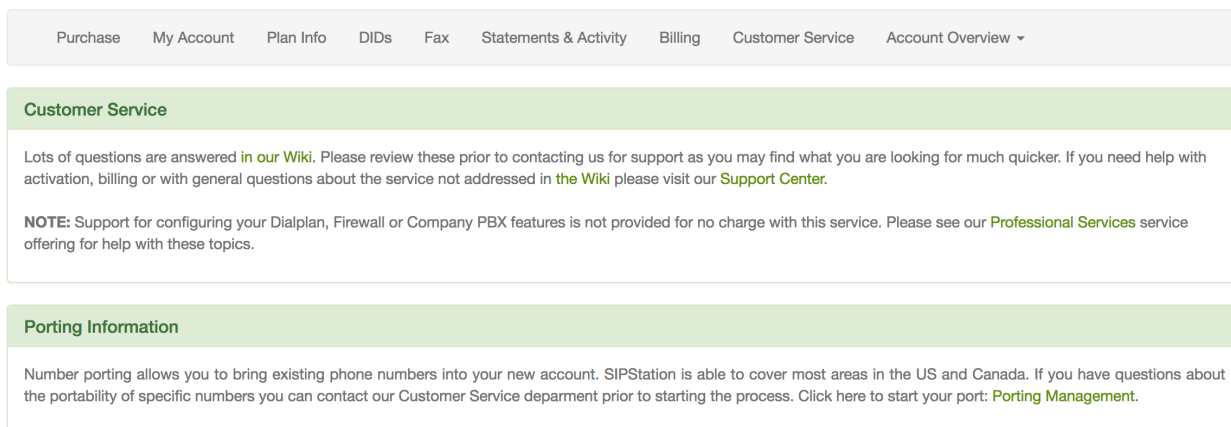 Purchase My Account Plan Info DIDs Fax Statements & Activity Billing Customer Service Account Overview
Customer Service
Lots of questions are answered in our Wiki. Please review these prior to contacting us for support as you may find what you are looking for much quicker. If you need help with
activation, billing or with general questions about the service not addressed in the Wiki please visit our Support Center.
NOTE: Support for configuring your Dialplan, Firewall or Company PBX features is not provided for no charge with this service. Please see our Professional Services service
offering for help with these topics.
Porting Information
Number porting allows you to bring existing phone numbers into your new account. SIPStation is able to cover most areas in the US and Canada. If you have questions about
the portability of specific numbers you can contact our Customer Service deparment prior to starting the process. Click here to start your port: Porting Management.